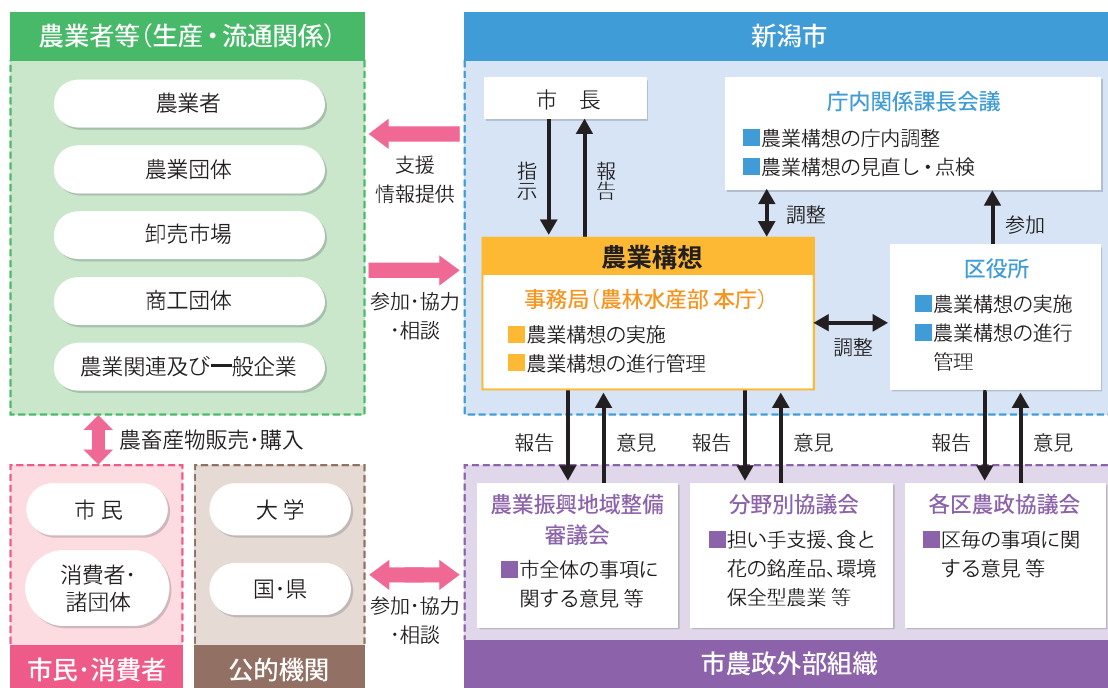 農業者等（生産・流通関係）
農業者
農業団体
卸売市場
商工団体
農業関連及び一般企業
支援
情報提供
参加・協力
・相談
新潟市
市　長
指示
報告
庁内関係課長会議
農業構想の庁内調整
農業構想の見直し・点検
調整
参加
農業構想
事務局（農林水産部 本庁）
農業構想の実施
農業構想の進行管理
調整
区役所
農業構想の実施
農業構想の進行
管理
農畜産物販売・購入
報告
意見
報告
意見
報告
意見
市 民
消費者・
諸団体
市民・消費者
大 学
国・県
公的機関
参加・協力
・相談
農業振興地域整備
審議会
市全体の事項に
関する意見 等
分野別協議会
担い手支援、食と
花の銘産品、環境
保全型農業 等
各区農政協議会
区毎の事項に関
する意見 等
市農政外部組織